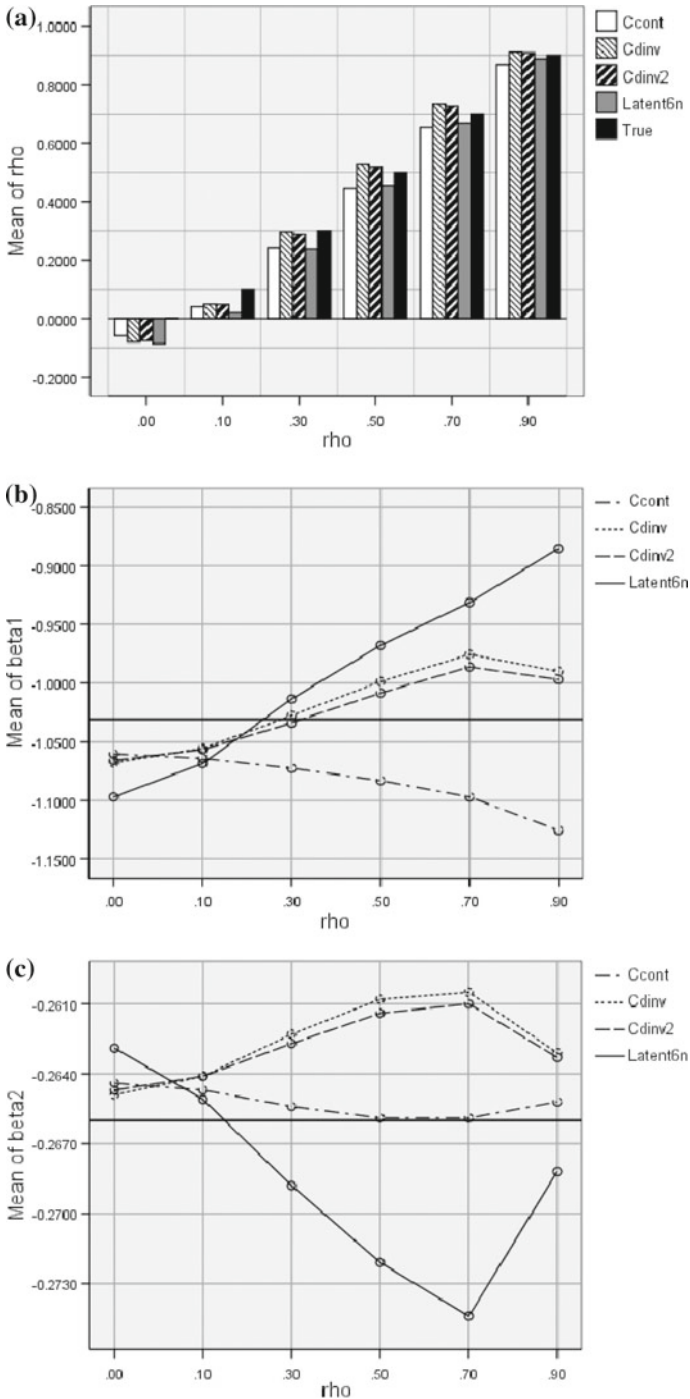 (a)
1.0000
0.8000
0.6000
0.4000
0.2000
0.0000
-0.2000
Mean of rho
.00 .10 .30 .50 .70 .90
rho
Ccont
Cdinv
Cdinv2
Latent6n
True
(b)
-0.8500
-0.9000
-0.9500
-1.0000
-1.0500
-1.1000
-1.1500
Mean of beta1
.00 .10 .30 .50 .70 .90
rho
Ccont
Cdinv
Cdinv2
Latent6n
(c)
-0.2610
-0.2640
-0.2670
-0.2700
-0.2730
Mean of beta2
.00 .10 .30 .50 .70 .90
rho
Ccont
Cdinv
Cdinv2
Latent6n